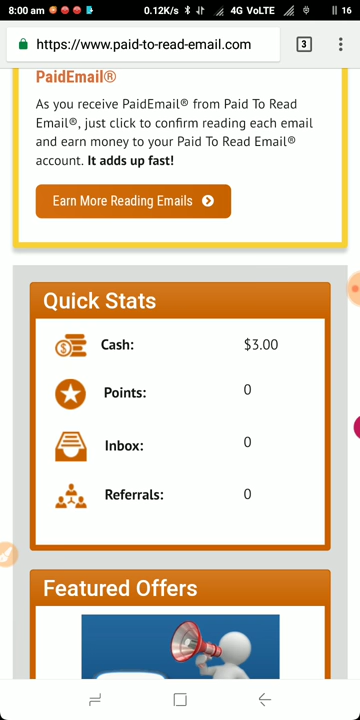 8:00 am 0.12K/s 4G VoLTE 16
https://www.paid-to-read-email.com 3
PaidEmail®
As you receive PaidEmail® from Paid To Read
Email®, just click to confirm reading each email
and earn money to your Paid To Read Email®
account. It adds up fast!
Earn More Reading Emails
Quick Stats
Cash: $3.00
Points: 0
Inbox: 0
Referrals: 0
Featured Offers